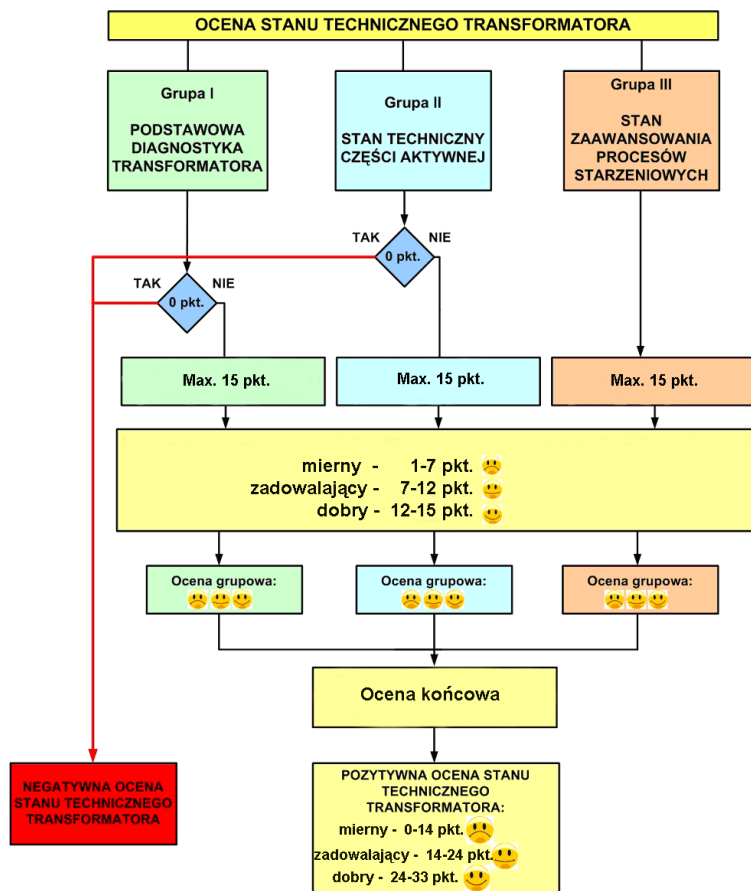 OCENA STANU TECHNICZNEGO TRANSFORMATORA
Grupa I
PODSTAWOWA
DIAGNOSTYKA
TRANSFORMATORA
Grupa II
STAN TECHNICZNY
CZĘŚCI AKTYWNEJ
Grupa III
STAN
ZAAWANSOWANIA
PROCESÓW
STARZENIOWYCH
TAK
0 pkt.
NIE
TAK
0 pkt.
NIE
Max. 15 pkt.
Max. 15 pkt.
Max. 15 pkt.
mierny - 1-7 pkt.
zadowalający - 7-12 pkt.
dobry - 12-15 pkt.
Ocena grupowa:
Ocena grupowa:
Ocena grupowa:
Ocena końcowa
NEGATYWNA OCENA
STANU TECHNICZNEGO
TRANSFORMATORA
POZYTYWNA OCENA STANU
TECHNICZNEGO
TRANSFORMATORA:
mierny - 0-14 pkt.
zadowalający - 14-24 pkt.
dobry - 24-33 pkt.